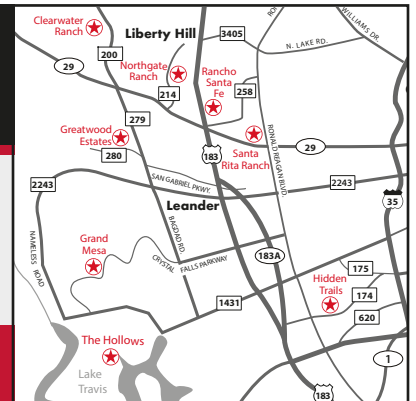 Clearwater
Ranch
Liberty Hill
3405
WILLIAMS DR.
N. LAKE RD.
200
29
Northgate
Ranch
214
Rancho
Santa
Fe
258
279
Greatwood
Estates
280
183
Santa
Rita Ranch
RONALD REAGAN BLVD.
29
2243
SAN GABRIEL PKWY.
2243
35
Leander
BAGDAD RD.
NAMELESS ROAD
Grand
Mesa
CRYSTAL FALLS PARKWAY
183A
175
Hidden
Trails
174
1431
620
The Hollows
Lake
Travis
1
183